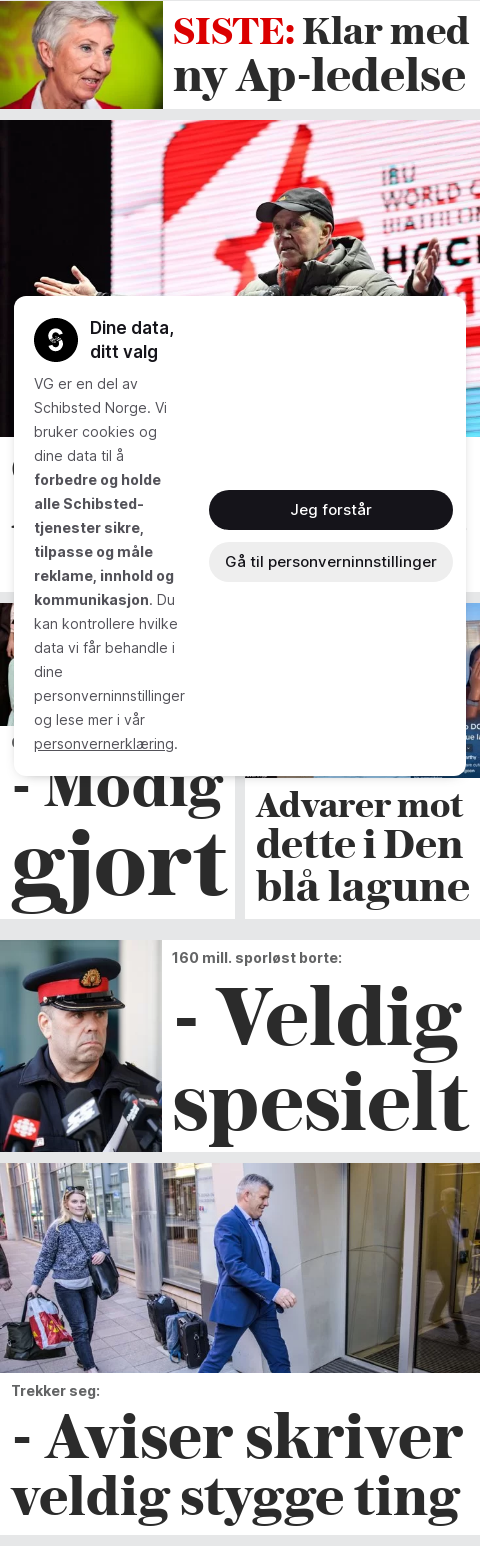 SISTE: Klar med
ny Ap-ledelse
IBU
WORLD
BIATHLON
HOC
Dine data,
ditt valg
VG er en del av
Schibsted Norge. Vi
bruker cookies og
dine data til å
forbedre og holde
alle Schibsted-
tjenester sikre,
tilpasse og måle
reklame, innhold og
kommunikasjon. Du
kan kontrollere hvilke
data vi får behandle i
dine
personverninnstillinger
og lese mer i vår
personvernerklæring.
Jeg forstår
Gå til personverninnstillinger
- Modig
gjort
Advarer mot
dette i Den
blå lagune
160 mill. sporløst borte:
- Veldig
spesielt
Trekker seg:
- Aviser skriver
veldig stygge ting